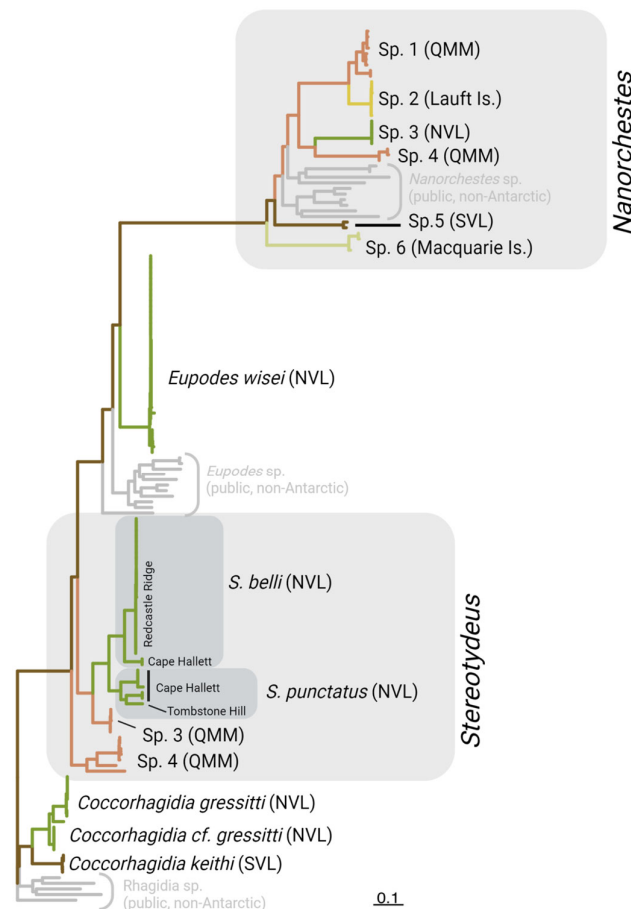 Sp. 1 (QMM)
Sp. 2 (Lauft Is.)
Sp. 3 (NVL)
Sp. 4 (QMM)
Nanorchestes sp.
(public, non-Antarctic)
Sp.5 (SVL)
Sp. 6 (Macquarie Is.)
Nanorchestes
Eupodes wisei (NVL)
Eupodes sp.
(public, non-Antarctic)
Redcastle Ridge
S. belli (NVL)
Cape Hallett
Cape Hallett
S. punctatus (NVL)
Tombstone Hill
Sp. 3 (QMM)
Sp. 4 (QMM)
Stereotydeus
Coccorhagidia gressitti (NVL)
Coccorhagidia cf. gressitti (NVL)
Coccorhagidia keithi (SVL)
Rhagidia sp.
(public, non-Antarctic)
0.1